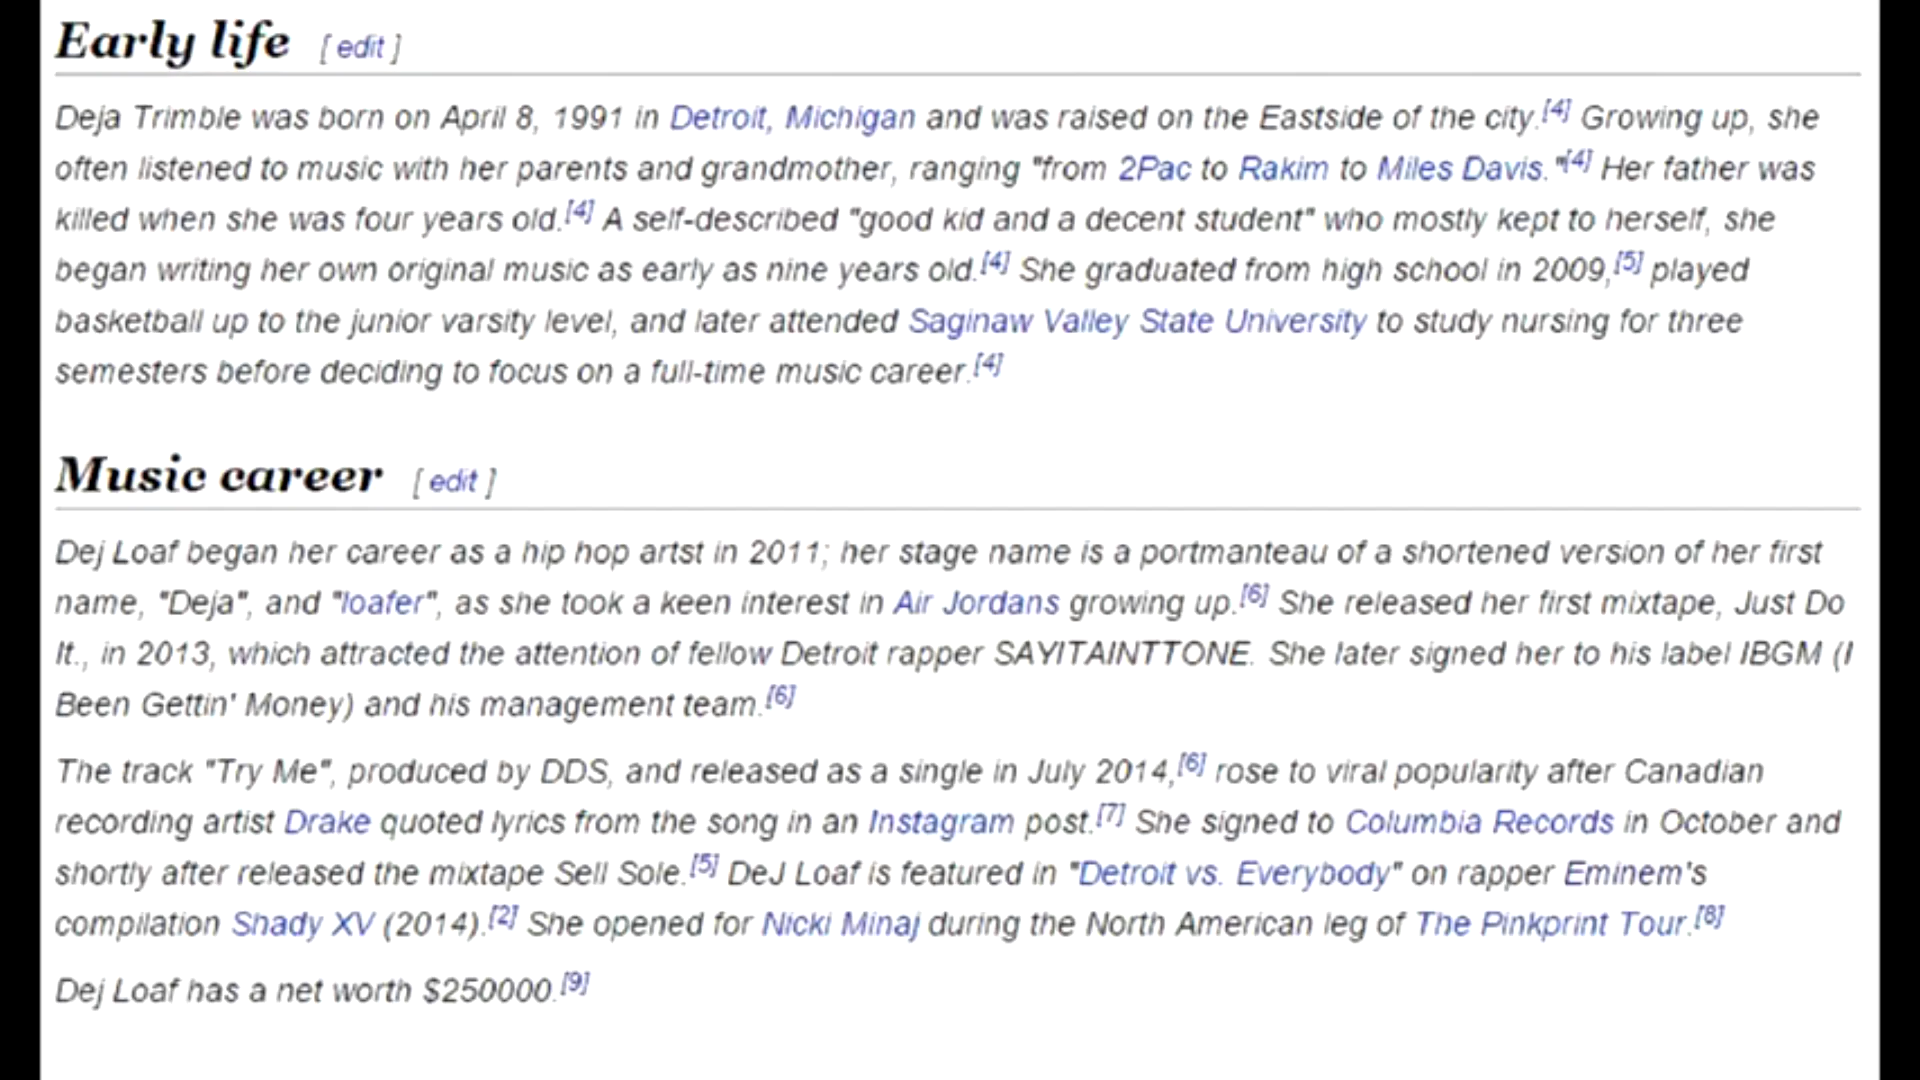 Early life [ edit ]
Deja Trimble was born on April 8, 1991 in Detroit, Michigan and was raised on the Eastside of the city.[4] Growing up, she
often listened to music with her parents and grandmother, ranging "from 2Pac to Rakim to Miles Davis."[4] Her father was
killed when she was four years old.[4] A self-described "good kid and a decent student" who mostly kept to herself, she
began writing her own original music as early as nine years old.[4] She graduated from high school in 2009,[5] played
basketball up to the junior varsity level, and later attended Saginaw Valley State University to study nursing for three
semesters before deciding to focus on a full-time music career.[4]
Music career [ edit ]
Dej Loaf began her career as a hip hop artst in 2011; her stage name is a portmanteau of a shortened version of her first
name, "Deja", and "loafer", as she took a keen interest in Air Jordans growing up.[6] She released her first mixtape, Just Do
It., in 2013, which attracted the attention of fellow Detroit rapper SAYITAINTTONE. She later signed her to his label IBGM (I
Been Gettin' Money) and his management team.[6]
The track "Try Me", produced by DDS, and released as a single in July 2014,[6] rose to viral popularity after Canadian
recording artist Drake quoted lyrics from the song in an Instagram post.[7] She signed to Columbia Records in October and
shortly after released the mixtape Sell Sole.[5] DeJ Loaf is featured in "Detroit vs. Everybody" on rapper Eminem's
compilation Shady XV (2014).[2] She opened for Nicki Minaj during the North American leg of The Pinkprint Tour.[8]
Dej Loaf has a net worth $250000.[9]